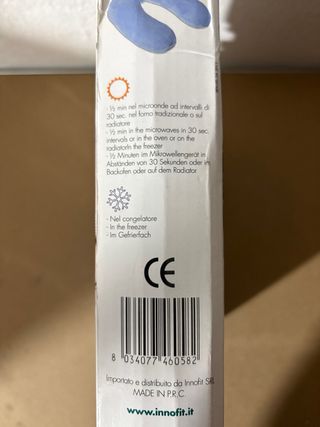 - ½ min nel microonde ad intervalli di
30 sec. nel forno tradizionale o sul
radiatore
- ½ min in the microwaves in 30 sec.
intervals or in the oven or on the
radiatorIn the freezer
- ½ Minuten im Mikrowellengerät in
Abständen von 30 Sekunden oder im
Backofen oder auf dem Radiator
- Nel congelatore
- In the freezer
- Im Gefrierfach
CE
8 034077 460582
Importato e distribuito da Innofit SRL
MADE IN P.R.C.
www.innofit.it